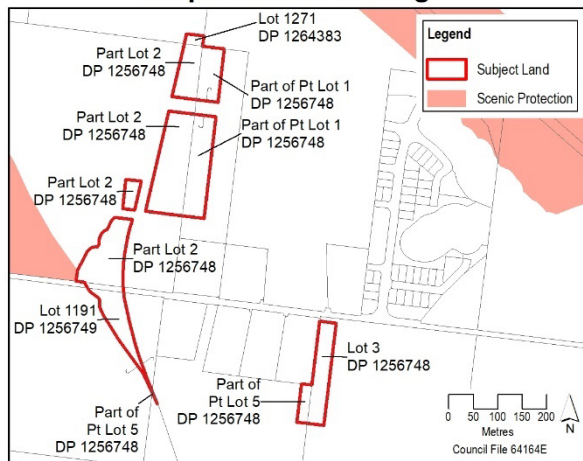 Lot 1271
DP 1264383
Part Lot 2
DP 1256748
Part of Pt Lot 1
DP 1256748
Part Lot 2
DP 1256748
Part of Pt Lot 1
DP 1256748
Part Lot 2
DP 1256748
Part Lot 2
DP 1256748
Lot 1191
DP 1256749
Part of
Pt Lot 5
DP 1256748
Lot 3
DP 1256748
Part of
Pt Lot 5
DP 1256748
Legend
Subject Land
Scenic Protection
0 50 100 150 200
Metres
N
Council File 64164E